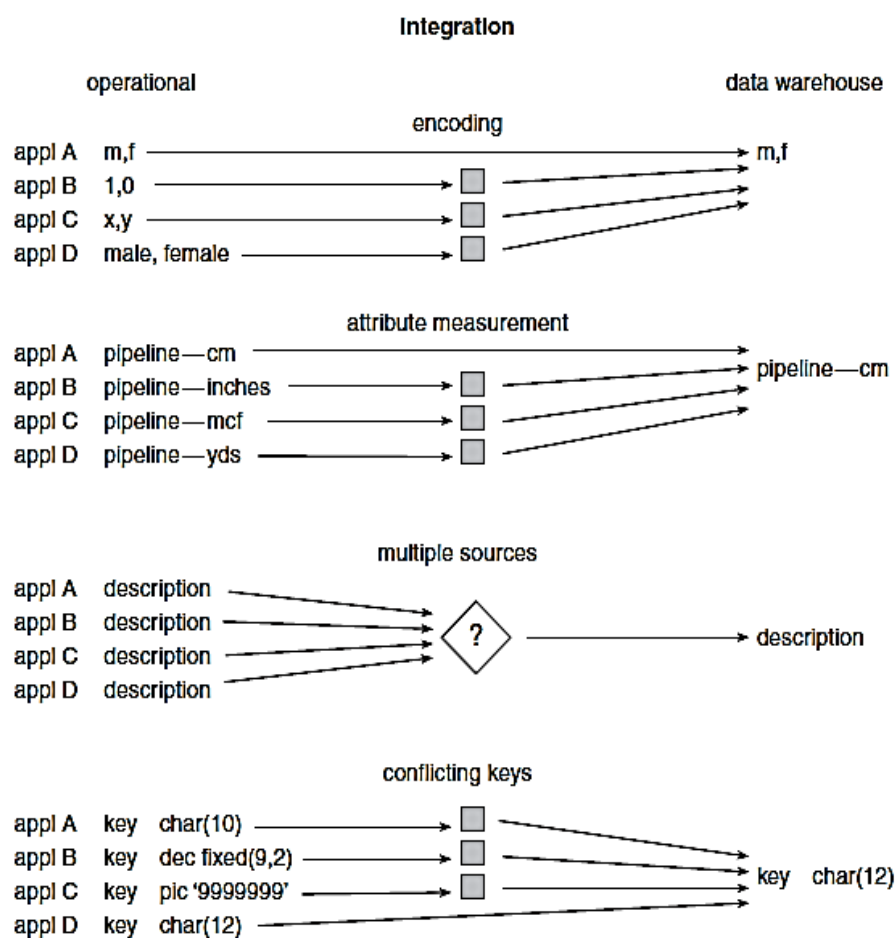 Integration
operational data warehouse
encoding
appl A m,f m,f
appl B 1,0
appl C x,y
appl D male, female
attribute measurement
appl A pipeline—cm
pipeline—cm
appl B pipeline—inches
appl C pipeline—mcf
appl D pipeline—yds
multiple sources
appl A description
appl B description
? description
appl C description
appl D description
conflicting keys
appl A key char(10)
appl B key dec fixed(9,2)
key char(12)
appl C key pic '9999999'
appl D key char(12)